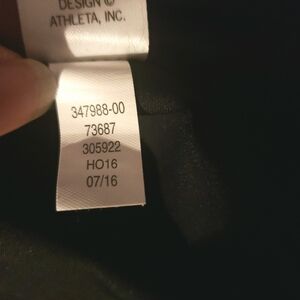 DESIGN ©
ATHLETA, INC.
347988-00
73687
305922
HO16
07/16